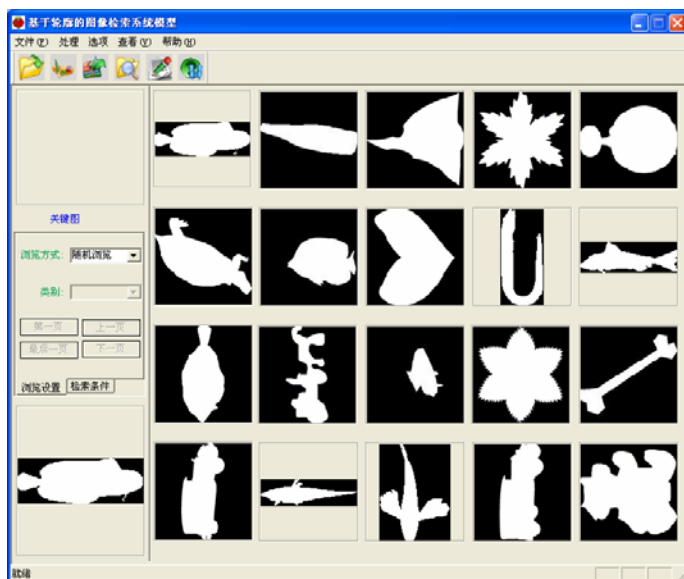 基于轮廓的图像检索系统模型
文件(F) 处理 选项 查看(V) 帮助(H)
关键图
浏览方式: 随机浏览
类别:
第一页 上一页
最后一页 下一页
浏览设置 检索条件
就绪